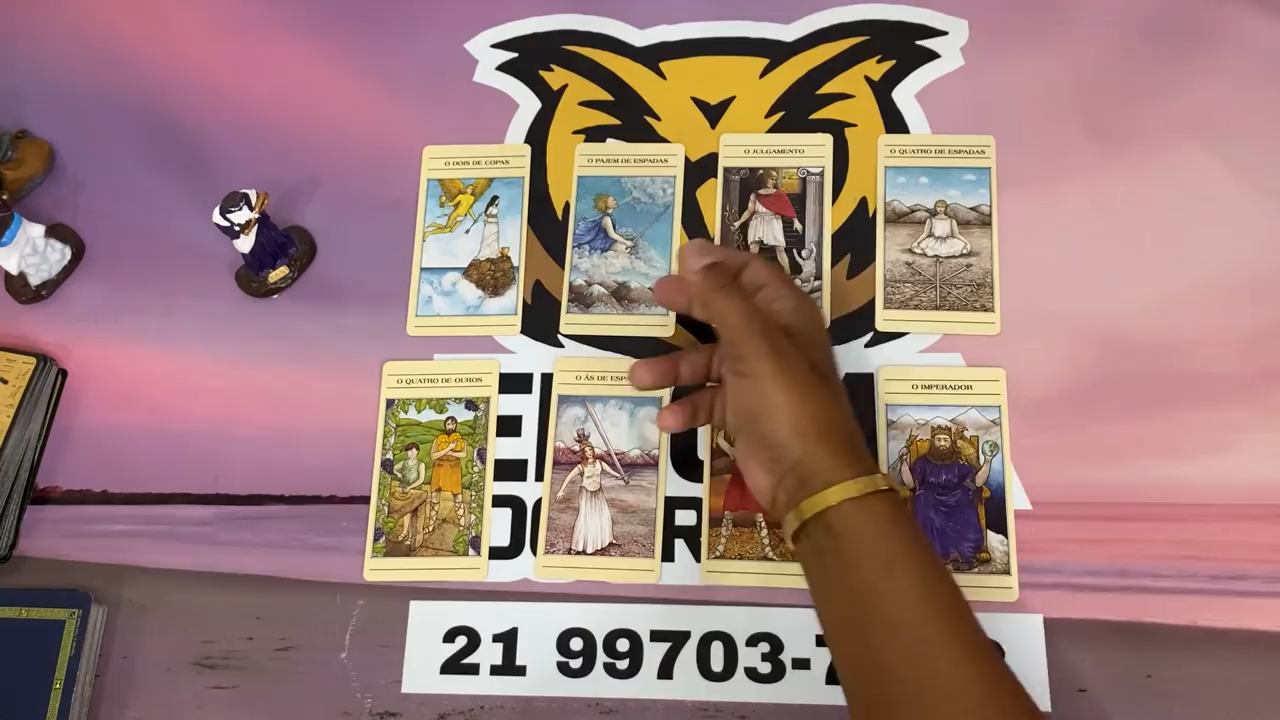 O DOIS DE COPAS
O PAJEM DE ESPADAS
O JULGAMENTO
O QUATRO DE ESPADAS
O QUATRO DE OUROS
O ÁS DE
O IMPERADOR
21 99703-7